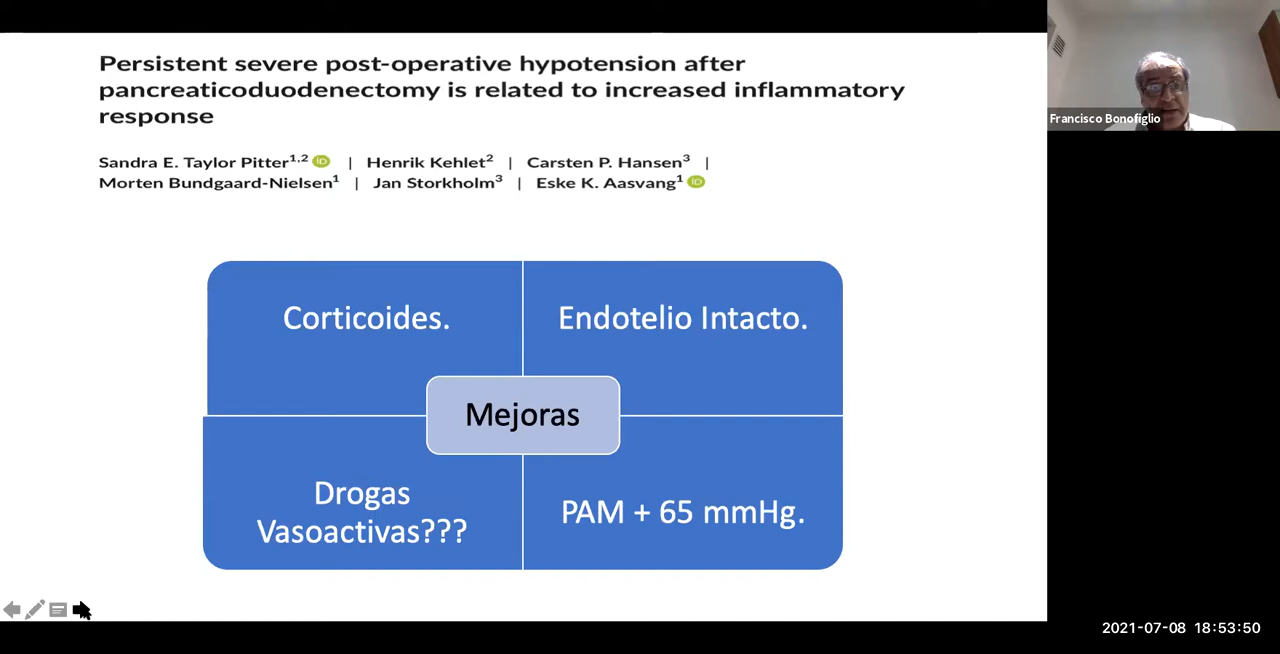 Persistent severe post-operative hypotension after
pancreaticoduodenectomy is related to increased inflammatory
response
Sandra E. Taylor Pitter1,2 iD | Henrik Kehlet2 | Carsten P. Hansen3 |
Morten Bundgaard-Nielsen1 | Jan Storkholm3 | Eske K. Aasvang1 iD
Francisco Bonofiglio
Corticoides.
Endotelio Intacto.
Mejoras
Drogas
Vasoactivas???
PAM + 65 mmHg.
2021-07-08 18:53:50